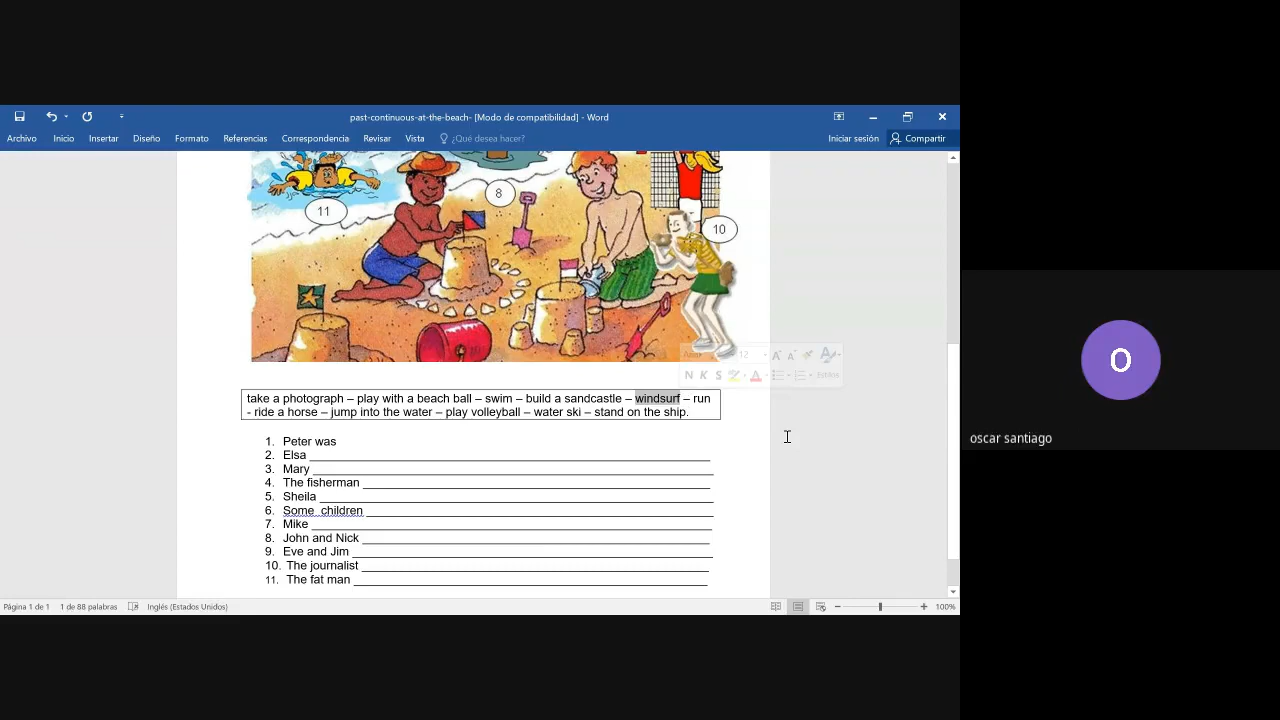 past-continuous-at-the-beach- [Modo de compatibilidad] - Word
Archivo Inicio Insertar Diseño Formato Referencias Correspondencia Revisar Vista ¿Qué desea hacer? Iniciar sesión Compartir
8
11
10
12
N K S A Estilos
take a photograph – play with a beach ball – swim – build a sandcastle – windsurf – run
- ride a horse – jump into the water – play volleyball – water ski – stand on the ship.
1. Peter was
2. Elsa
3. Mary
4. The fisherman
5. Sheila
6. Some children
7. Mike
8. John and Nick
9. Eve and Jim
10. The journalist
11. The fat man
Página 1 de 1 1 de 88 palabras Inglés (Estados Unidos) 100%
O
oscar santiago